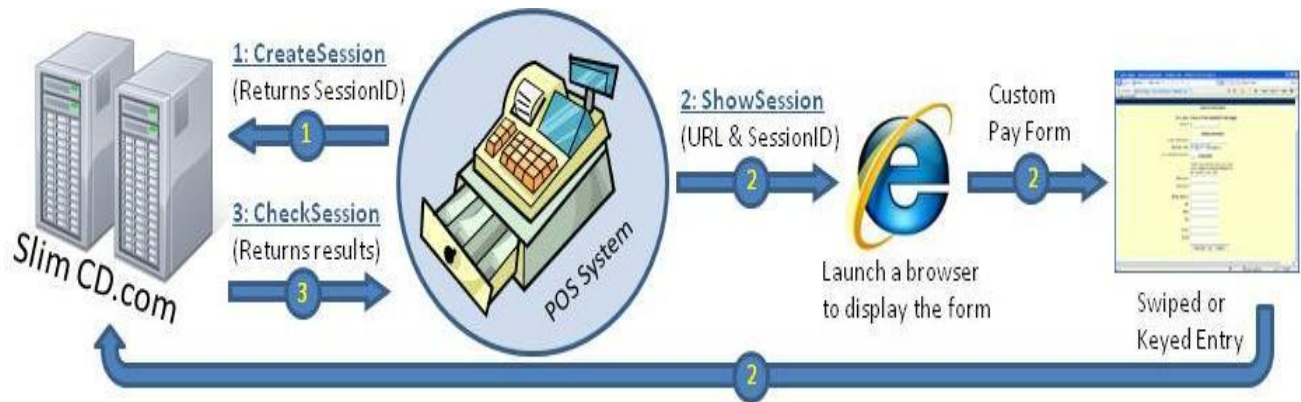 1: CreateSession
(Returns SessionID)
1
3: CheckSession
(Returns results)
3
Slim CD.com
POS System
2: ShowSession
(URL & SessionID)
2
Launch a browser
to display the form
Custom
Pay Form
2
Swiped or
Keyed Entry
2